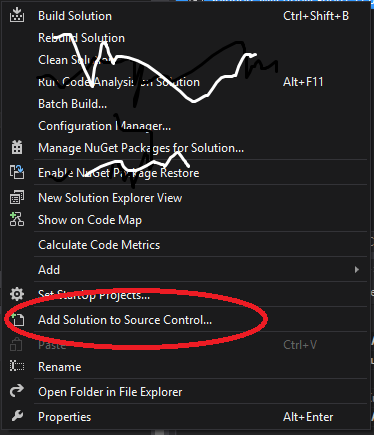 Build Solution Ctrl+Shift+B
Rebuild Solution
Clean Solution
Run Code Analysis on Solution Alt+F11
Batch Build...
Configuration Manager...
Manage NuGet Packages for Solution...
Enable NuGet Package Restore
New Solution Explorer View
Show on Code Map
Calculate Code Metrics
Add
Set StartUp Projects...
Add Solution to Source Control...
Paste Ctrl+V
Rename
Open Folder in File Explorer
Properties Alt+Enter